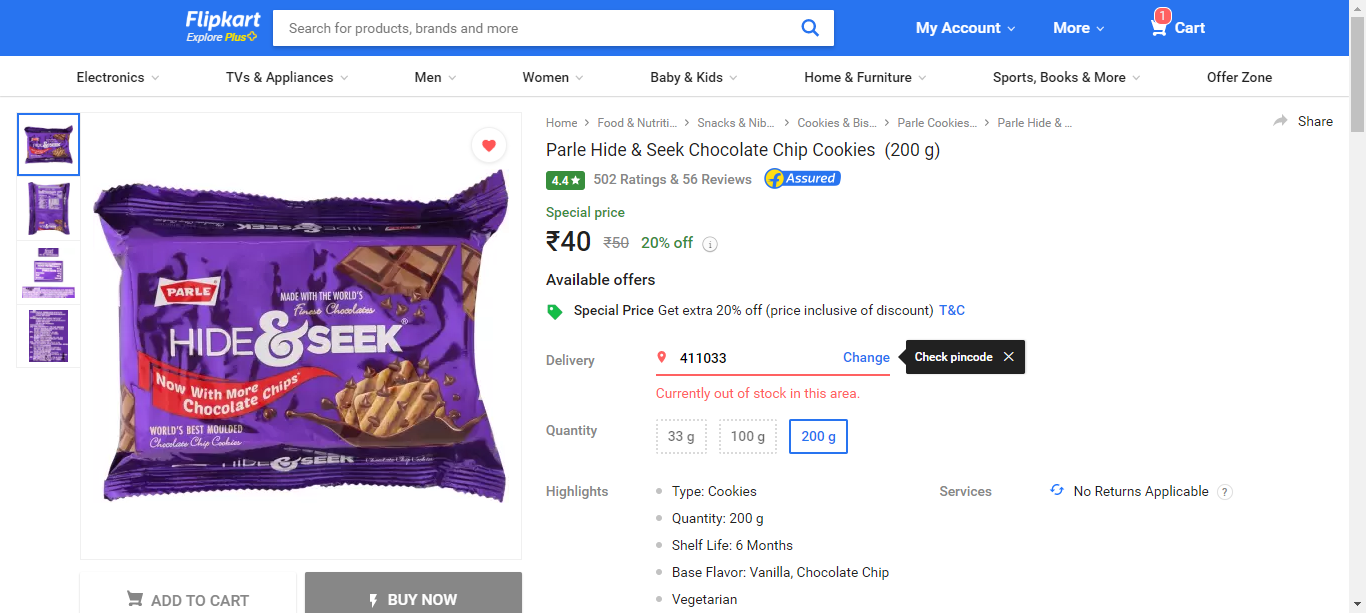 Flipkart
Explore Plus
Search for products, brands and more
My Account
More
1
Cart
Electronics
TVs & Appliances
Men
Women
Baby & Kids
Home & Furniture
Sports, Books & More
Offer Zone
HIDE & SEEK
PARLE
MADE WITH THE WORLD'S
Finest Chocolates
HIDE & SEEK
Now With More
Chocolate Chips*
WORLD'S BEST MOULDED
Chocolate Chip Cookies
HIDE & SEEK
Chocolate Chip Cookies
ADD TO CART
BUY NOW
Home > Food & Nutriti... > Snacks & Nib... > Cookies & Bis... > Parle Cookies... > Parle Hide & ...
Share
Parle Hide & Seek Chocolate Chip Cookies (200 g)
4.4★ 502 Ratings & 56 Reviews Assured
Special price
₹40 ₹50 20% off i
Available offers
Special Price Get extra 20% off (price inclusive of discount) T&C
Delivery 411033 Change Check pincode ✕
Currently out of stock in this area.
Quantity 33 g 100 g 200 g
Highlights
Type: Cookies
Quantity: 200 g
Shelf Life: 6 Months
Base Flavor: Vanilla, Chocolate Chip
Vegetarian
Services
No Returns Applicable ?